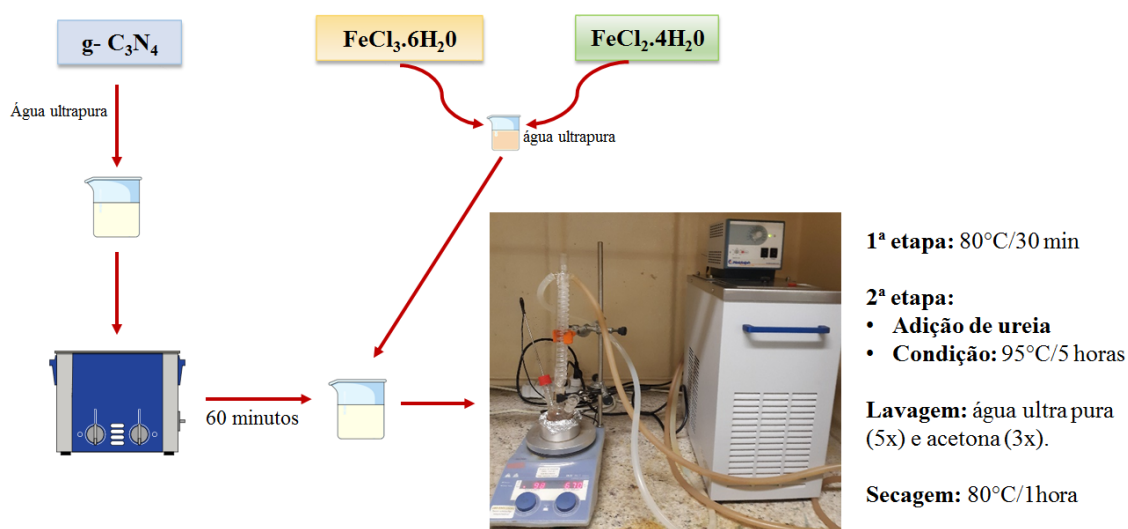 g- C₃N₄
FeCl₃.6H₂0
FeCl₂.4H₂0
Água ultrapura
água ultrapura
60 minutos
1ª etapa: 80°C/30 min
2ª etapa:
• Adição de ureia
• Condição: 95°C/5 horas
Lavagem: água ultra pura
(5x) e acetona (3x).
Secagem: 80°C/1hora